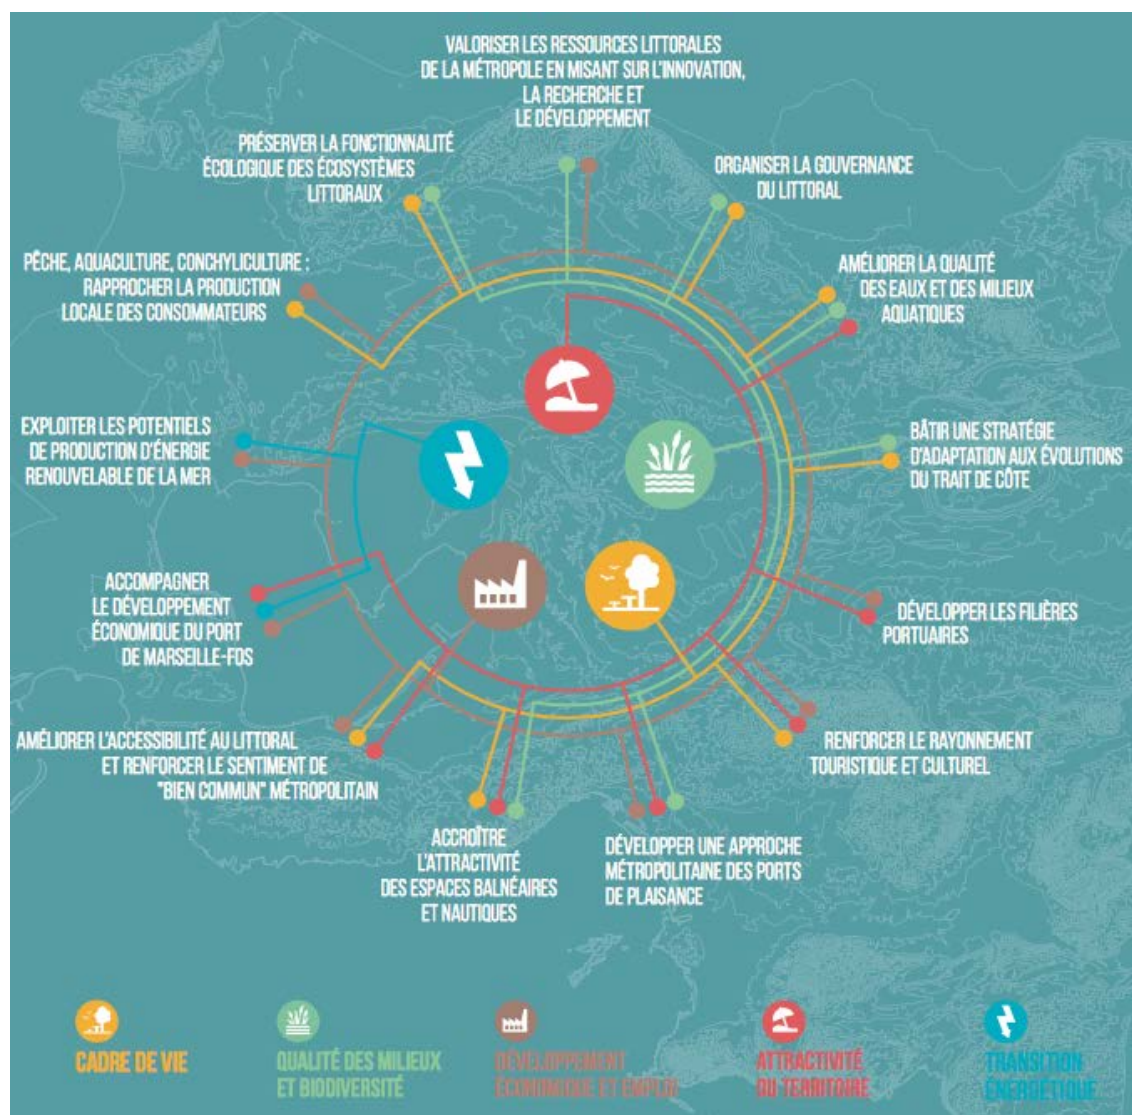 VALORISER LES RESSOURCES LITTORALES
DE LA MÉTROPOLE EN MISANT SUR L'INNOVATION,
LA RECHERCHE ET
LE DÉVELOPPEMENT
PRÉSERVER LA FONCTIONNALITÉ
ÉCOLOGIQUE DES ÉCOSYSTÈMES
LITTORAUX
ORGANISER LA GOUVERNANCE
DU LITTORAL
PÊCHE, AQUACULTURE, CONCHYLICULTURE :
RAPPROCHER LA PRODUCTION
LOCALE DES CONSOMMATEURS
AMÉLIORER LA QUALITÉ
DES EAUX ET DES MILIEUX
AQUATIQUES
EXPLOITER LES POTENTIELS
DE PRODUCTION D'ÉNERGIE
RENOUVELABLE DE LA MER
BÂTIR UNE STRATÉGIE
D'ADAPTATION AUX ÉVOLUTIONS
DU TRAIT DE CÔTE
ACCOMPAGNER
LE DÉVELOPPEMENT
ÉCONOMIQUE DU PORT
DE MARSEILLE-FOS
DÉVELOPPER LES FILIÈRES
PORTUAIRES
AMÉLIORER L'ACCESSIBILITÉ AU LITTORAL
ET RENFORCER LE SENTIMENT DE
"BIEN COMMUN" MÉTROPOLITAIN
RENFORCER LE RAYONNEMENT
TOURISTIQUE ET CULTUREL
ACCROÎTRE
L'ATTRACTIVITÉ
DES ESPACES BALNÉAIRES
ET NAUTIQUES
DÉVELOPPER UNE APPROCHE
MÉTROPOLITAINE DES PORTS
DE PLAISANCE
CADRE DE VIE
QUALITÉ DES MILIEUX
ET BIODIVERSITÉ
DÉVELOPPEMENT
ÉCONOMIQUE ET EMPLOI
ATTRACTIVITÉ
DU TERRITOIRE
TRANSITION
ÉNERGÉTIQUE